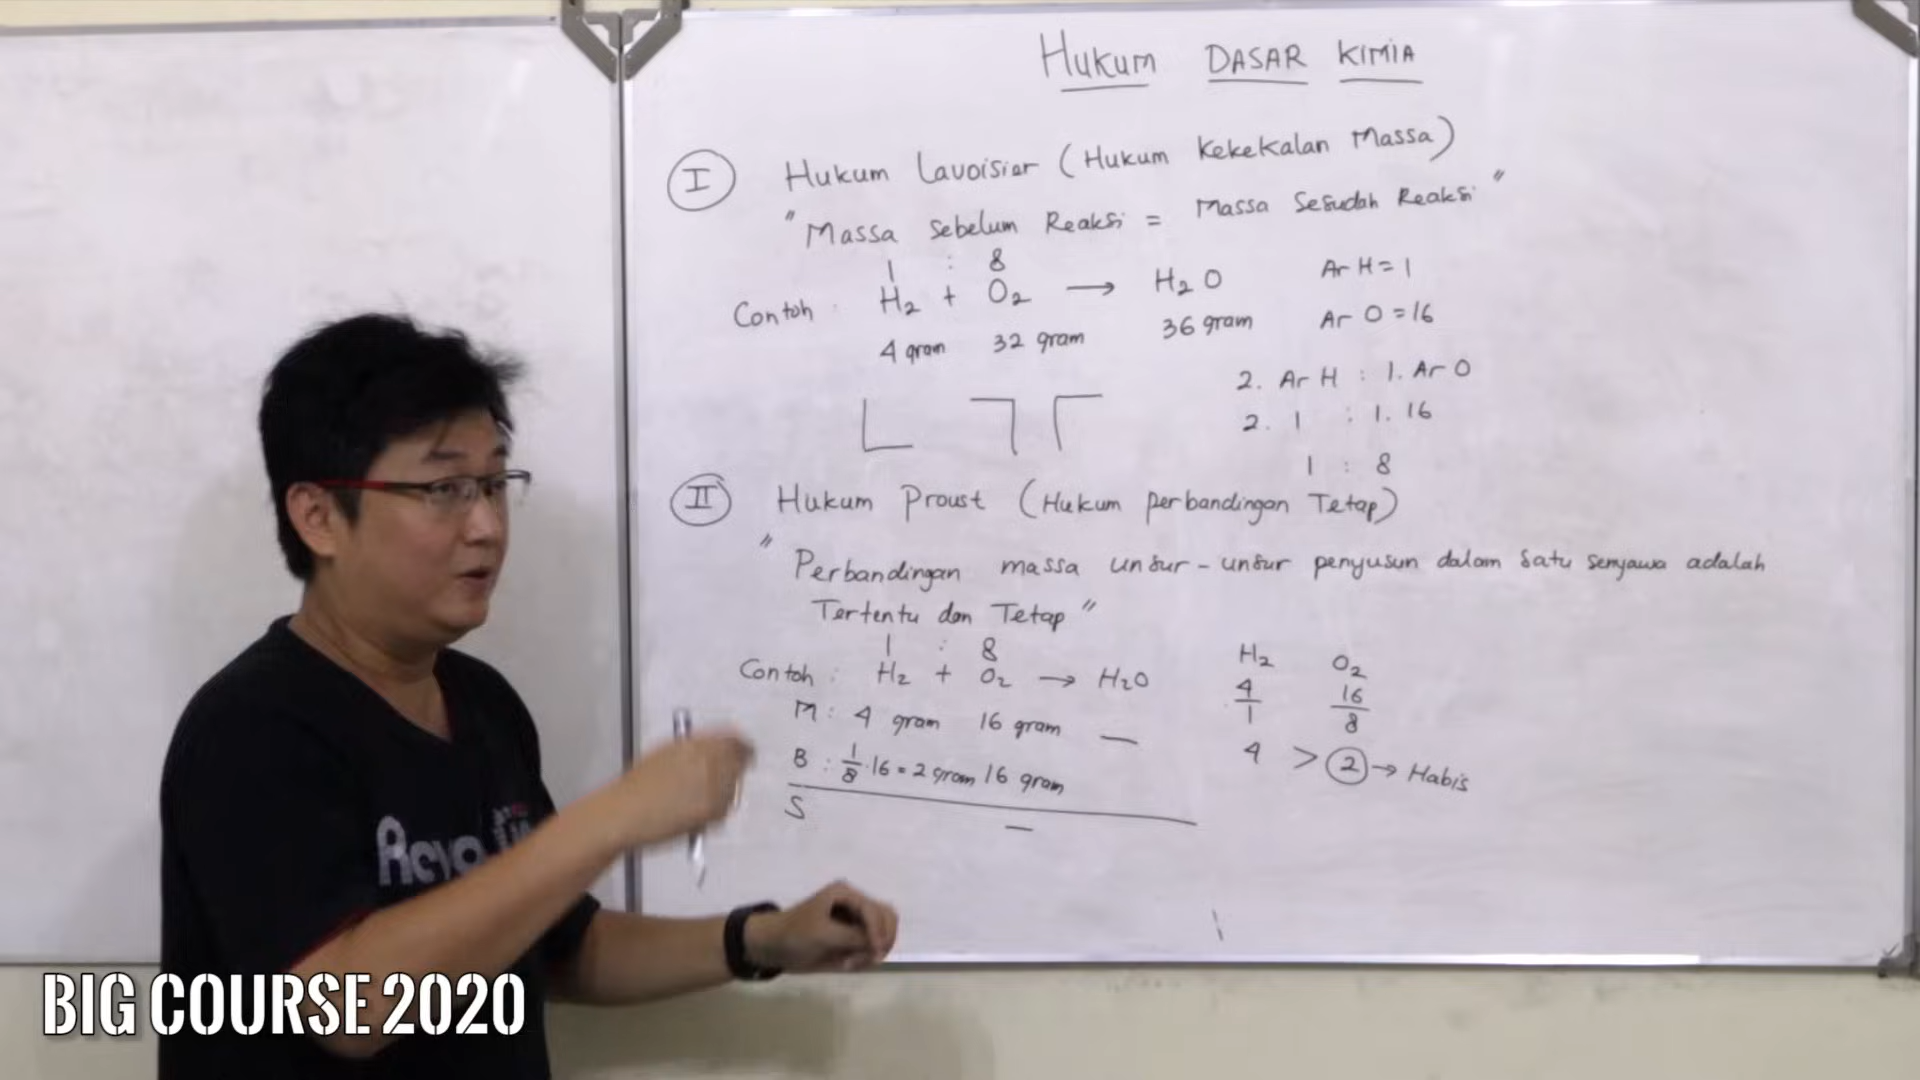 HUKUM DASAR KIMIA
I Hukum Lavoisier (Hukum Kekekalan Massa)
" Massa Sebelum Reaksi = Massa Sesudah Reaksi "
1 : 8
Contoh : H₂ + O₂ → H₂O
4 gram 32 gram 36 gram
Ar H = 1
Ar O = 16
2. Ar H : 1. Ar O
2. 1 : 1. 16
1 : 8
II Hukum Proust (Hukum perbandingan Tetap)
" Perbandingan massa unsur-unsur penyusun dalam satu senyawa adalah
Tertentu dan Tetap "
1 : 8
Contoh : H₂ + O₂ → H₂O
M : 4 gram 16 gram —
B : 1/8 . 16 = 2 gram 16 gram
S —
H₂ O₂
4/1 16/8
4 > 2 → Habis
BIG COURSE 2020